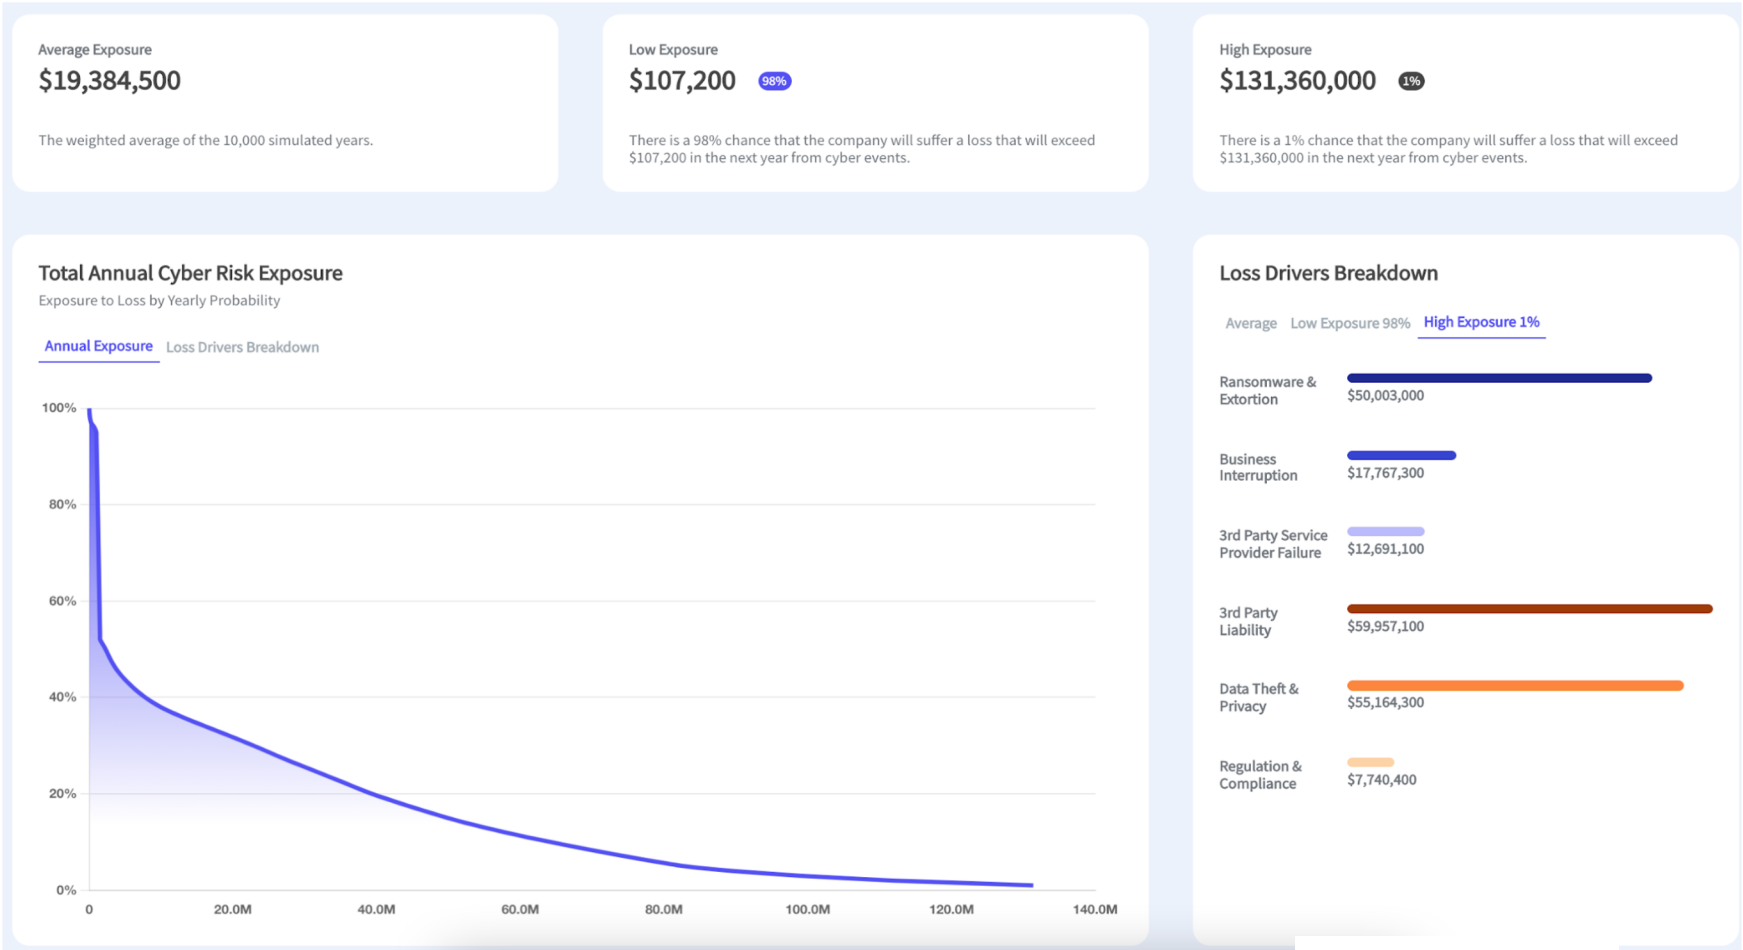 Average Exposure
$19,384,500
The weighted average of the 10,000 simulated years.
Low Exposure
$107,200 98%
There is a 98% chance that the company will suffer a loss that will exceed
$107,200 in the next year from cyber events.
High Exposure
$131,360,000 1%
There is a 1% chance that the company will suffer a loss that will exceed
$131,360,000 in the next year from cyber events.
Total Annual Cyber Risk Exposure
Exposure to Loss by Yearly Probability
Annual Exposure Loss Drivers Breakdown
100%
80%
60%
40%
20%
0%
0 20.0M 40.0M 60.0M 80.0M 100.0M 120.0M 140.0M
Loss Drivers Breakdown
Average Low Exposure 98% High Exposure 1%
Ransomware &
Extortion
$50,003,000
Business
Interruption
$17,767,300
3rd Party Service
Provider Failure
$12,691,100
3rd Party
Liability
$59,957,100
Data Theft &
Privacy
$55,164,300
Regulation &
Compliance
$7,740,400